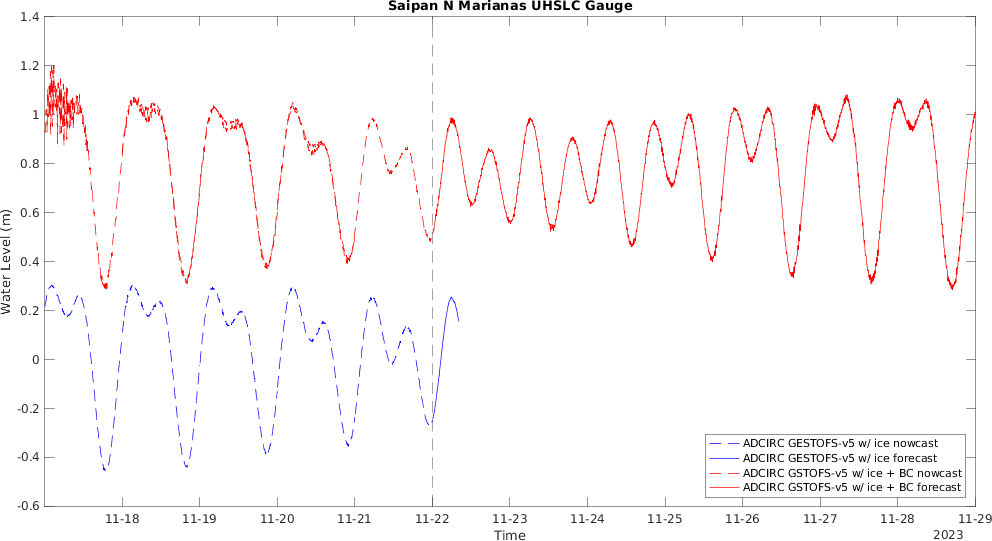 Saipan N Marianas UHSLC Gauge
1.4
1.2
1
0.8
0.6
0.4
0.2
0
-0.2
-0.4
-0.6
Water Level (m)
11-18 11-19 11-20 11-21 11-22 11-23 11-24 11-25 11-26 11-27 11-28 11-29
Time
2023
ADCIRC GESTOFS-v5 w/ ice nowcast
ADCIRC GESTOFS-v5 w/ ice forecast
ADCIRC GSTOFS-v5 w/ ice + BC nowcast
ADCIRC GSTOFS-v5 w/ ice + BC forecast